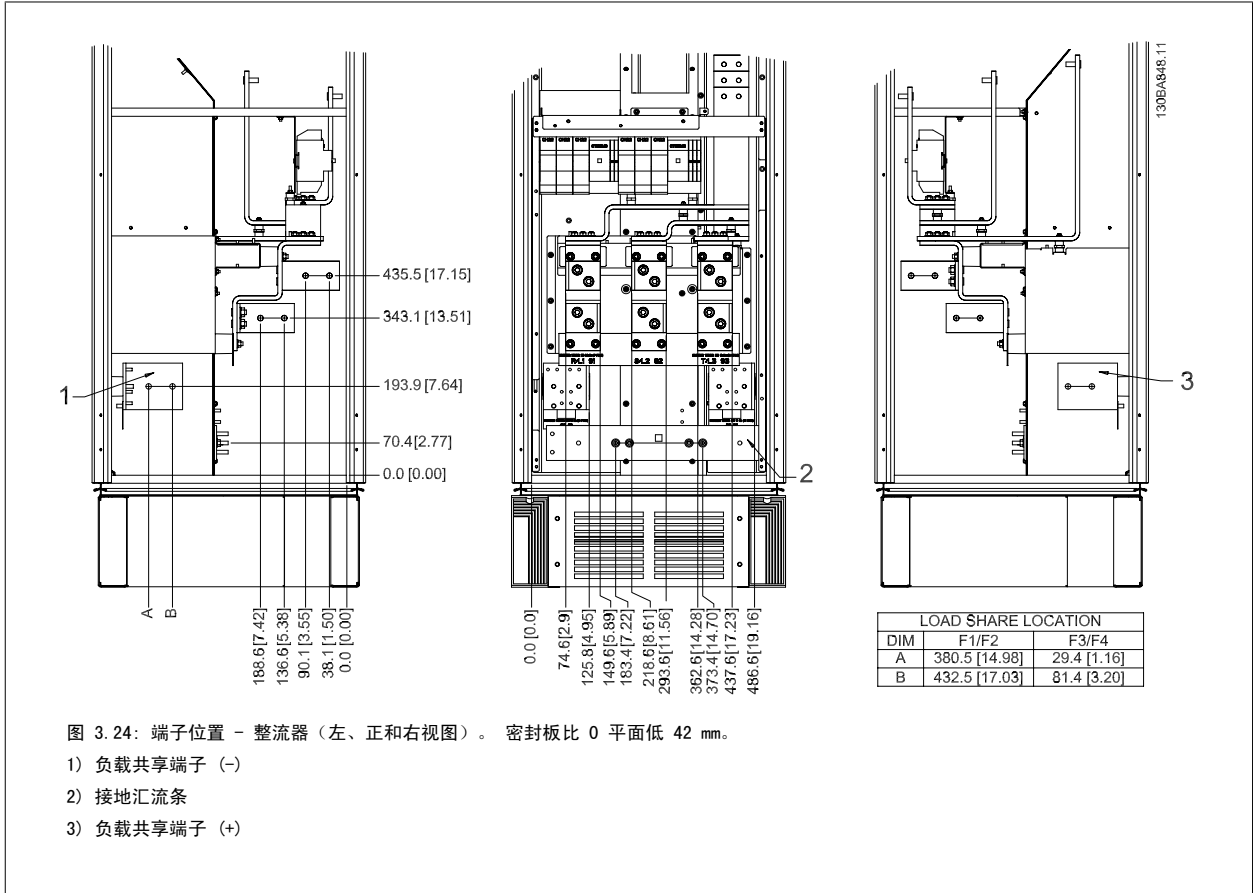 130BA848.11
435.5 [17.15]
343.1 [13.51]
1
193.9 [7.64]
3
70.4[2.77]
0.0 [0.00]
2
A
B
188.6[7.42]
136.6[5.38]
90.1[3.55]
38.1[1.50]
0.0 [0.00]
0.0 [0.0]
74.6[2.9]
125.8[4.95]
149.6[5.89]
183.4[7.22]
218.6[8.61]
293.6[11.56]
362.6[14.28]
373.4[14.70]
437.6[17.23]
486.6[19.16]
LOAD SHARE LOCATION
DIM F1/F2 F3/F4
A 380.5 [14.98] 29.4 [1.16]
B 432.5 [17.03] 81.4 [3.20]
图 3.24: 端子位置 - 整流器（左、正和右视图）。 密封板比 0 平面低 42 mm。
1) 负载共享端子 (-)
2) 接地汇流条
3) 负载共享端子 (+)